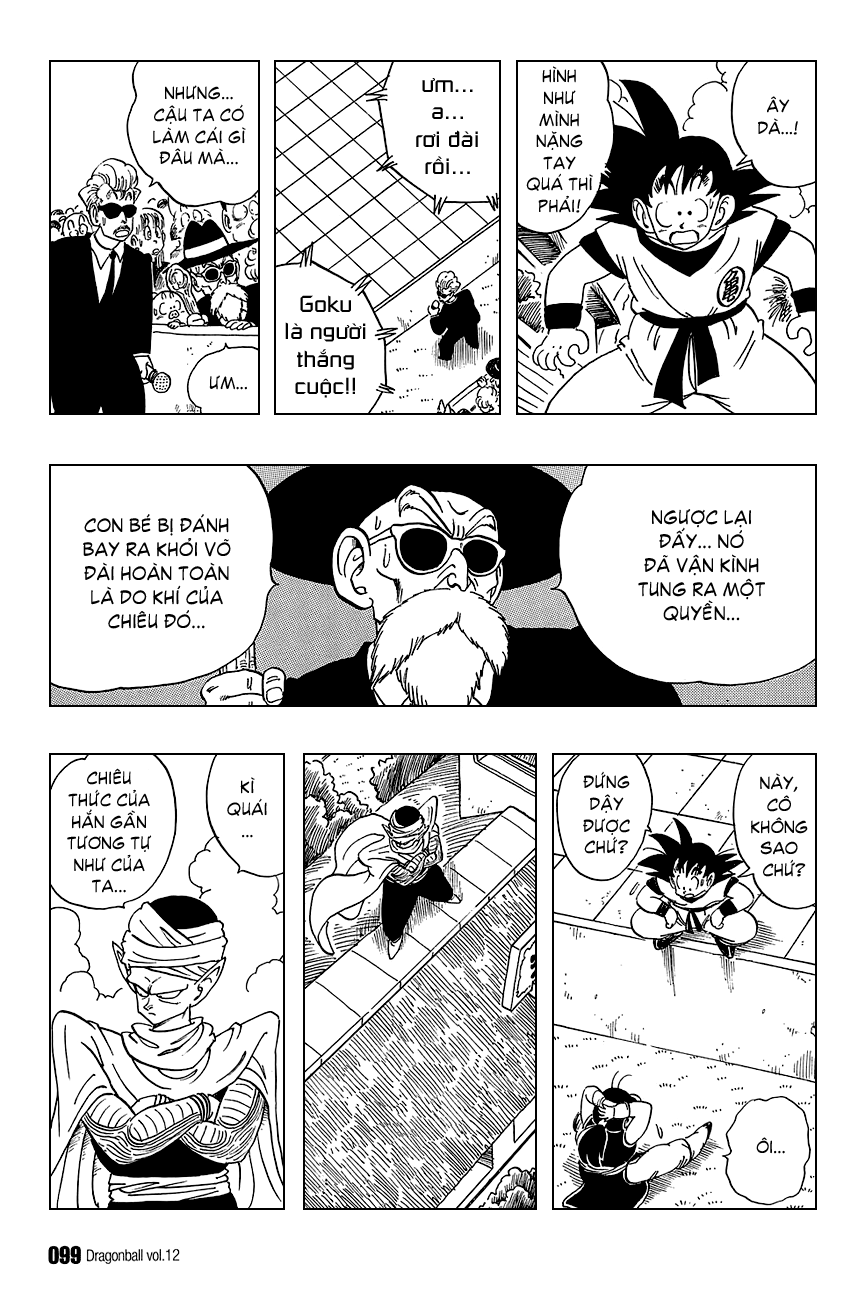 ÂY
DÀ...!
HÌNH
NHƯ
MÌNH
NẶNG
TAY
QUÁ THÌ
PHẢI!
ưm...
a...
rơi đài
rồi...
Goku
là người
thắng
cuộc!!
NHƯNG...
CẬU TA CÓ
LÀM CÁI GÌ
ĐÂU MÀ...
ƯM...
NGƯỢC LẠI
ĐẤY... NÓ
ĐÃ VẬN KÌNH
TUNG RA MỘT
QUYỀN...
CON BÉ BỊ ĐÁNH
BAY RA KHỎI VÕ
ĐÀI HOÀN TOÀN
LÀ DO KHÍ CỦA
CHIÊU ĐÓ...
NÀY,
CÔ
KHÔNG
SAO
CHỨ?
ĐỨNG
DẬY
ĐƯỢC
CHỨ?
ÔI...
KÌ
QUÁI
...
CHIÊU
THỨC CỦA
HẮN GẦN
TƯƠNG TỰ
NHƯ CỦA
TA...
099 Dragonball vol.12